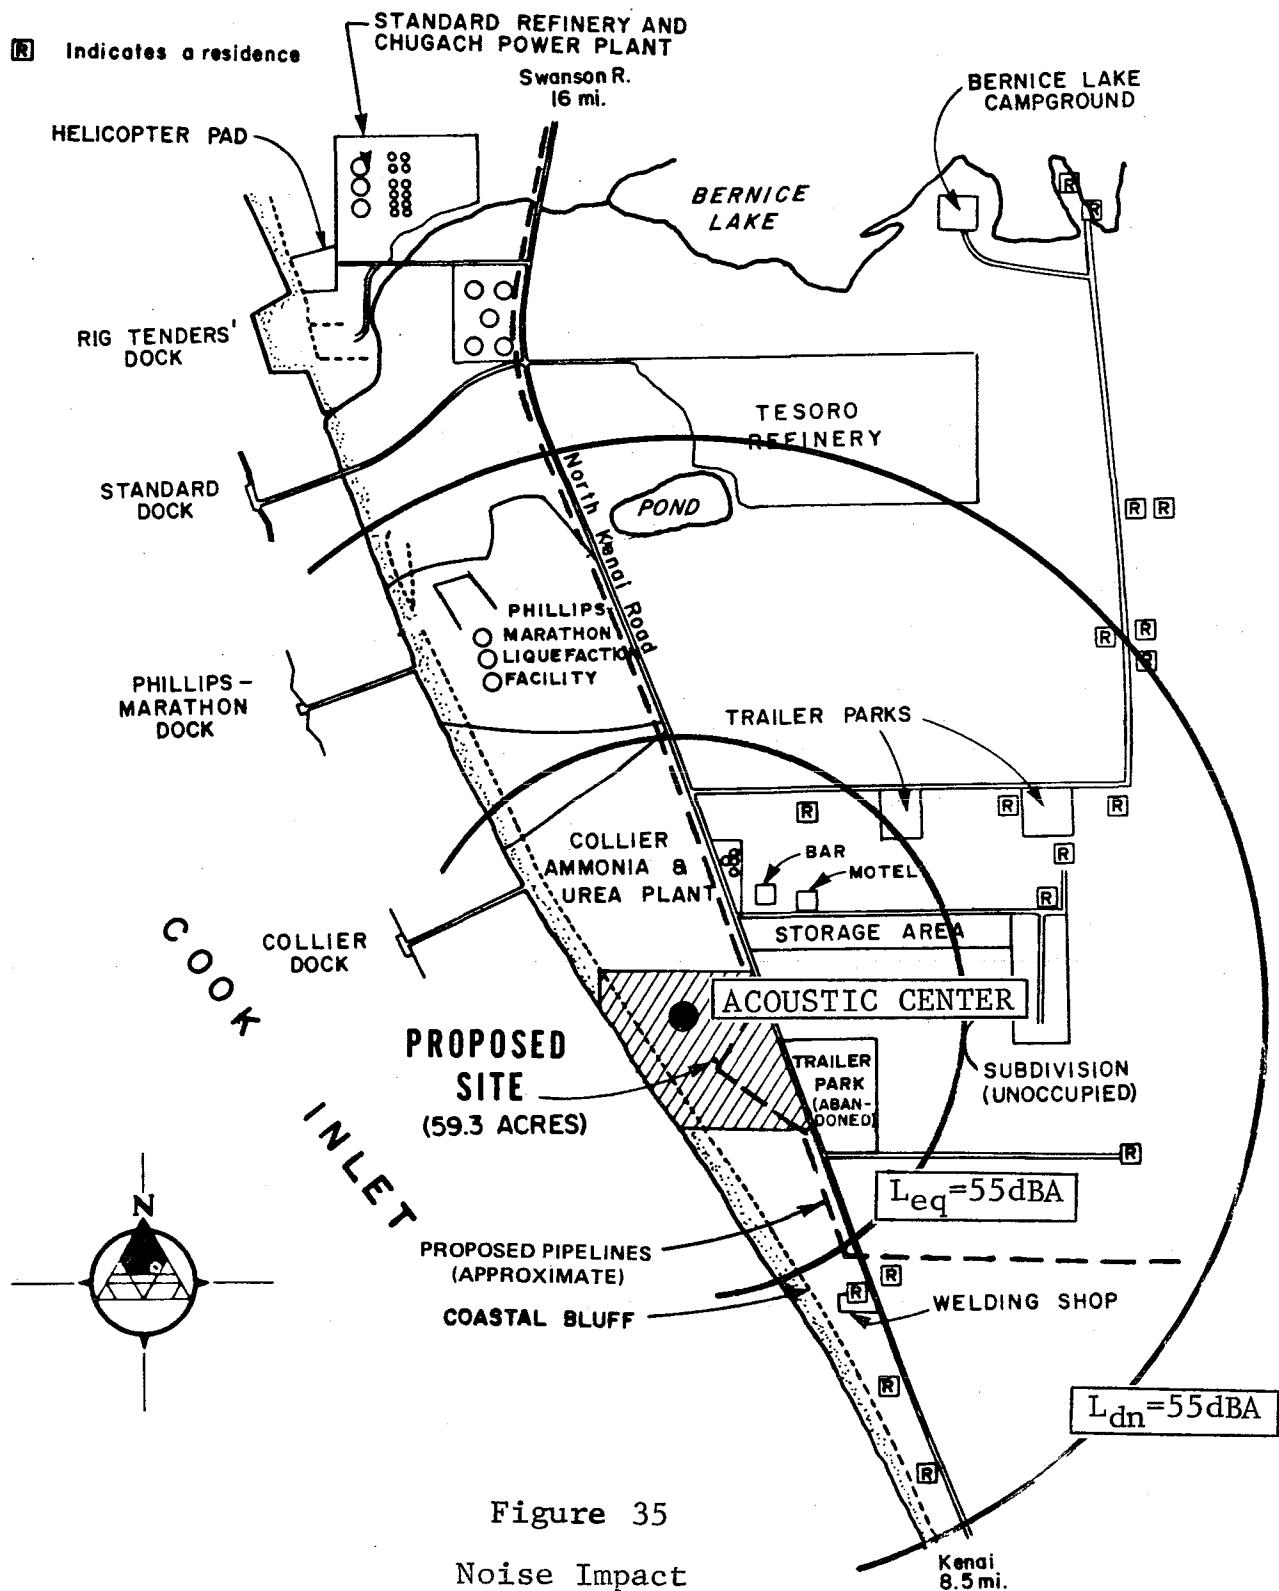 STANDARD REFINERY AND
CHUGACH POWER PLANT
R Indicates a residence
Swanson R.
16 mi.
BERNICE LAKE
CAMPGROUND
HELICOPTER PAD
R
R
BERNICE
LAKE
RIG TENDERS'
DOCK
TESORO
REFINERY
STANDARD
DOCK
POND
R R
North Kenai Road
PHILLIPS
MARATHON
LIQUEFACTION
FACILITY
R
R
R
PHILLIPS-
MARATHON
DOCK
TRAILER PARKS
R
R
R
COLLIER
AMMONIA &
UREA PLANT
BAR
MOTEL
R
R
STORAGE AREA
COLLIER
DOCK
COOK
INLET
ACOUSTIC CENTER
PROPOSED
SITE
(59.3 ACRES)
TRAILER
PARK
(ABAN-
DONED)
SUBDIVISION
(UNOCCUPIED)
R
Leq=55dBA
N
PROPOSED PIPELINES
(APPROXIMATE)
R
R
WELDING SHOP
COASTAL BLUFF
R
Ldn=55dBA
R
Figure 35
Noise Impact
Kenai
8.5 mi.